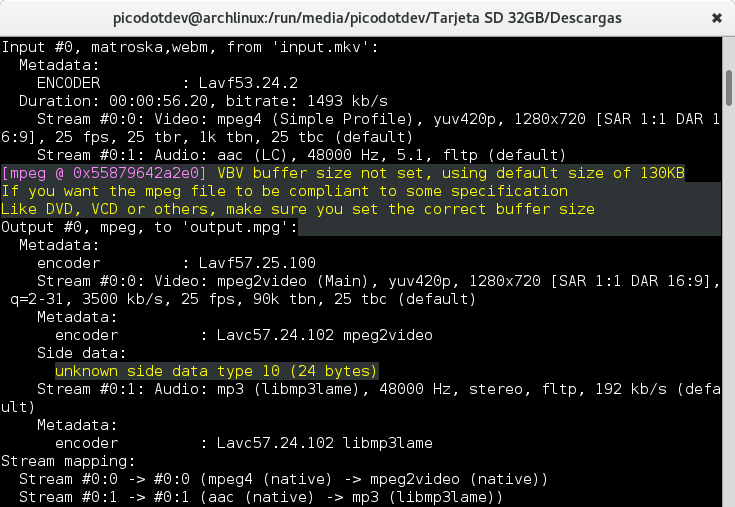 picodotdev@archlinux:/run/media/picodotdev/Tarjeta SD 32GB/Descargas
Input #0, matroska,webm, from 'input.mkv':
  Metadata:
    ENCODER         : Lavf53.24.2
  Duration: 00:00:56.20, bitrate: 1493 kb/s
    Stream #0:0: Video: mpeg4 (Simple Profile), yuv420p, 1280x720 [SAR 1:1 DAR 1
6:9], 25 fps, 25 tbr, 1k tbn, 25 tbc (default)
    Stream #0:1: Audio: aac (LC), 48000 Hz, 5.1, fltp (default)
[mpeg @ 0x55879642a2e0] VBV buffer size not set, using default size of 130KB
If you want the mpeg file to be compliant to some specification
Like DVD, VCD or others, make sure you set the correct buffer size
Output #0, mpeg, to 'output.mpg':
  Metadata:
    encoder         : Lavf57.25.100
    Stream #0:0: Video: mpeg2video (Main), yuv420p, 1280x720 [SAR 1:1 DAR 16:9],
 q=2-31, 3500 kb/s, 25 fps, 90k tbn, 25 tbc (default)
    Metadata:
      encoder         : Lavc57.24.102 mpeg2video
    Side data:
      unknown side data type 10 (24 bytes)
    Stream #0:1: Audio: mp3 (libmp3lame), 48000 Hz, stereo, fltp, 192 kb/s (defa
ult)
    Metadata:
      encoder         : Lavc57.24.102 libmp3lame
Stream mapping:
  Stream #0:0 -> #0:0 (mpeg4 (native) -> mpeg2video (native))
  Stream #0:1 -> #0:1 (aac (native) -> mp3 (libmp3lame))